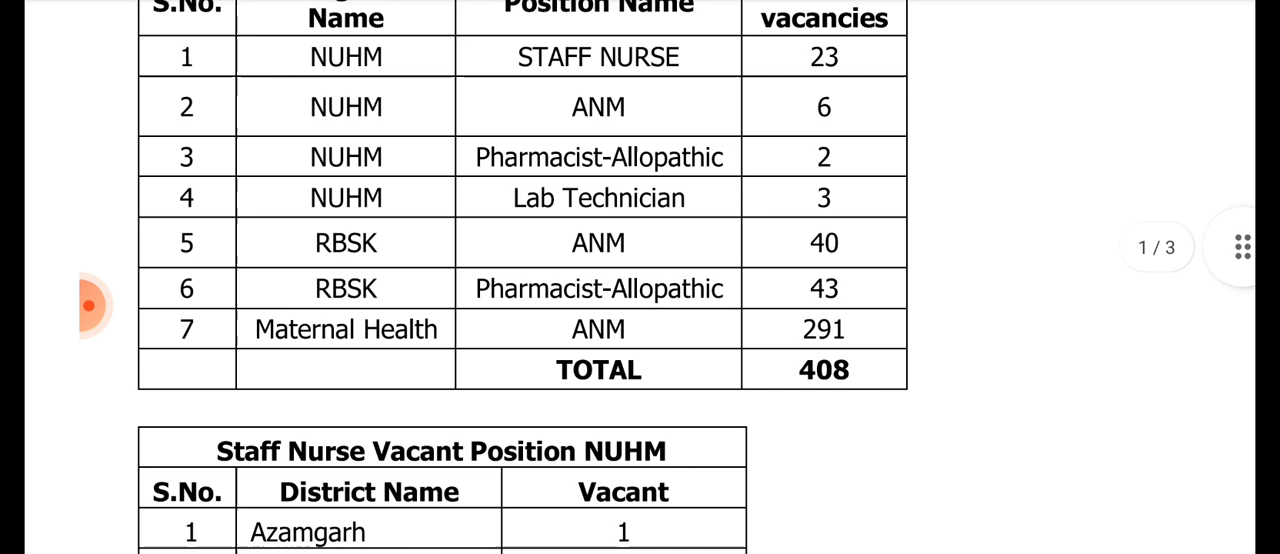 S.No. Name Position Name vacancies
1 NUHM STAFF NURSE 23
2 NUHM ANM 6
3 NUHM Pharmacist-Allopathic 2
4 NUHM Lab Technician 3
5 RBSK ANM 40
6 RBSK Pharmacist-Allopathic 43
7 Maternal Health ANM 291
TOTAL 408
1 / 3
Staff Nurse Vacant Position NUHM
S.No. District Name Vacant
1 Azamgarh 1